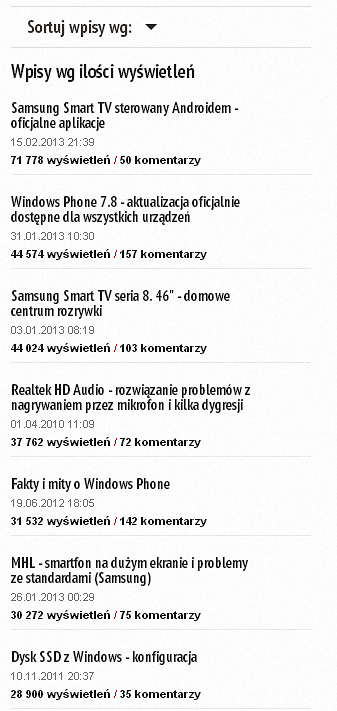 Sortuj wpisy wg:
Wpisy wg ilości wyświetleń
Samsung Smart TV sterowany Androidem -
oficjalne aplikacje
15.02.2013 21:39
71 778 wyświetleń / 50 komentarzy
Windows Phone 7.8 - aktualizacja oficjalnie
dostępne dla wszystkich urządzeń
31.01.2013 10:30
44 574 wyświetleń / 157 komentarzy
Samsung Smart TV seria 8. 46" - domowe
centrum rozrywki
03.01.2013 08:19
44 024 wyświetleń / 103 komentarzy
Realtek HD Audio - rozwiązanie problemów z
nagrywaniem przez mikrofon i kilka dygresji
01.04.2010 11:09
37 762 wyświetleń / 72 komentarzy
Fakty i mity o Windows Phone
19.06.2012 18:05
31 532 wyświetleń / 142 komentarzy
MHL - smartfon na dużym ekranie i problemy
ze standardami (Samsung)
26.01.2013 00:29
30 272 wyświetleń / 75 komentarzy
Dysk SSD z Windows - konfiguracja
10.11.2011 20:37
28 900 wyświetleń / 35 komentarzy